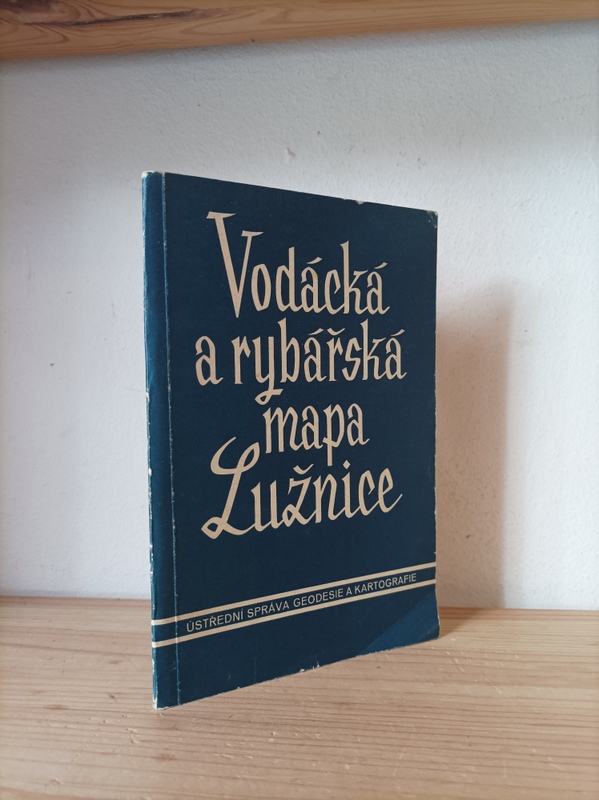 Vodácká
a rybářská
mapa
Lužnice
ÚSTŘEDNÍ SPRÁVA GEODESIE A KARTOGRAFIE